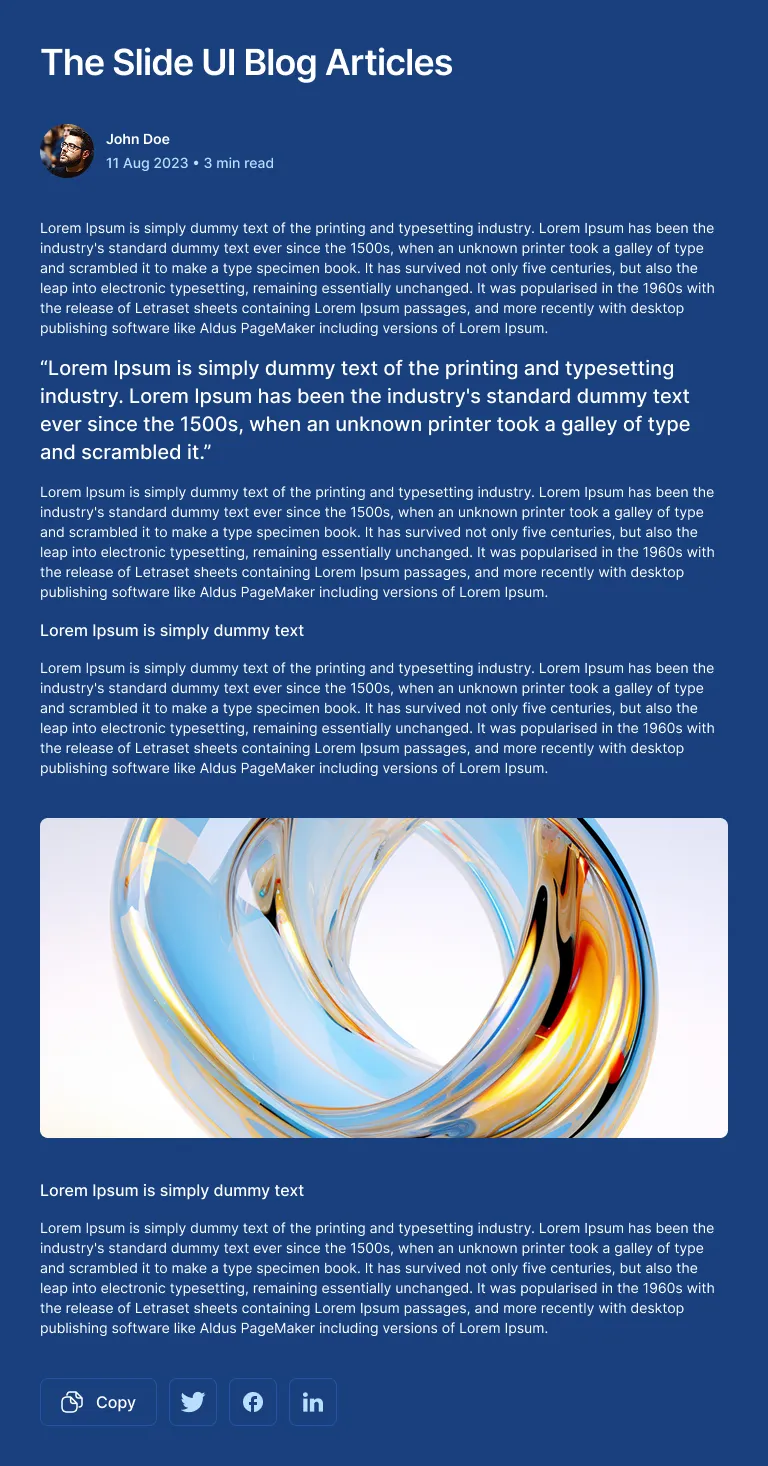 The Slide UI Blog Articles
John Doe
11 Aug 2023 • 3 min read
Lorem Ipsum is simply dummy text of the printing and typesetting industry. Lorem Ipsum has been the
industry's standard dummy text ever since the 1500s, when an unknown printer took a galley of type
and scrambled it to make a type specimen book. It has survived not only five centuries, but also the
leap into electronic typesetting, remaining essentially unchanged. It was popularised in the 1960s with
the release of Letraset sheets containing Lorem Ipsum passages, and more recently with desktop
publishing software like Aldus PageMaker including versions of Lorem Ipsum.
“Lorem Ipsum is simply dummy text of the printing and typesetting
industry. Lorem Ipsum has been the industry's standard dummy text
ever since the 1500s, when an unknown printer took a galley of type
and scrambled it.”
Lorem Ipsum is simply dummy text of the printing and typesetting industry. Lorem Ipsum has been the
industry's standard dummy text ever since the 1500s, when an unknown printer took a galley of type
and scrambled it to make a type specimen book. It has survived not only five centuries, but also the
leap into electronic typesetting, remaining essentially unchanged. It was popularised in the 1960s with
the release of Letraset sheets containing Lorem Ipsum passages, and more recently with desktop
publishing software like Aldus PageMaker including versions of Lorem Ipsum.
Lorem Ipsum is simply dummy text
Lorem Ipsum is simply dummy text of the printing and typesetting industry. Lorem Ipsum has been the
industry's standard dummy text ever since the 1500s, when an unknown printer took a galley of type
and scrambled it to make a type specimen book. It has survived not only five centuries, but also the
leap into electronic typesetting, remaining essentially unchanged. It was popularised in the 1960s with
the release of Letraset sheets containing Lorem Ipsum passages, and more recently with desktop
publishing software like Aldus PageMaker including versions of Lorem Ipsum.
Lorem Ipsum is simply dummy text
Lorem Ipsum is simply dummy text of the printing and typesetting industry. Lorem Ipsum has been the
industry's standard dummy text ever since the 1500s, when an unknown printer took a galley of type
and scrambled it to make a type specimen book. It has survived not only five centuries, but also the
leap into electronic typesetting, remaining essentially unchanged. It was popularised in the 1960s with
the release of Letraset sheets containing Lorem Ipsum passages, and more recently with desktop
publishing software like Aldus PageMaker including versions of Lorem Ipsum.
Copy